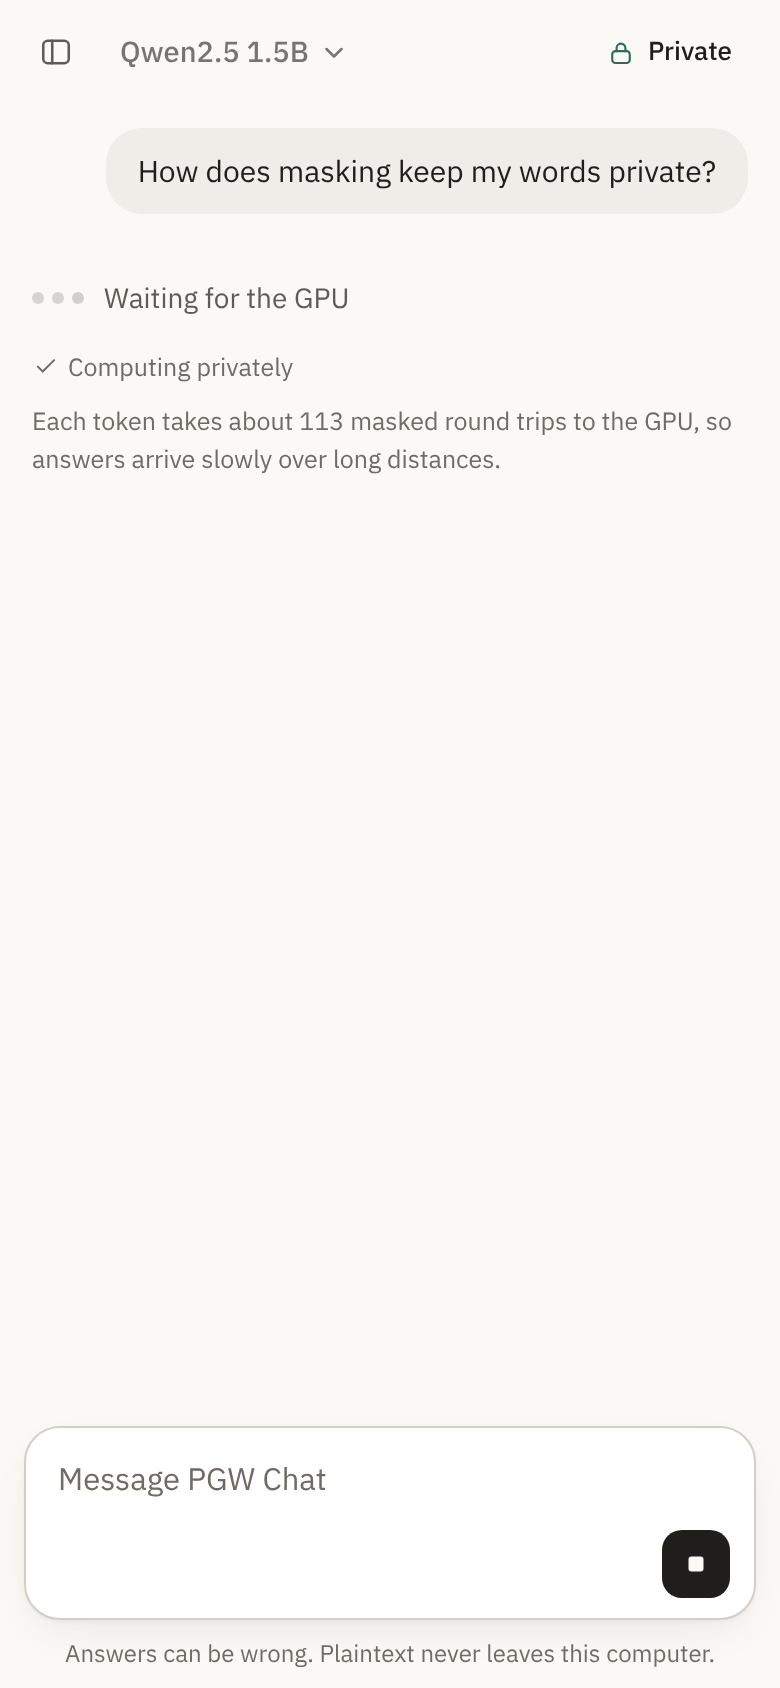 Qwen2.5 1.5B
Private
How does masking keep my words private?
Waiting for the GPU
Computing privately
Each token takes about 113 masked round trips to the GPU, so
answers arrive slowly over long distances.
Message PGW Chat
Answers can be wrong. Plaintext never leaves this computer.